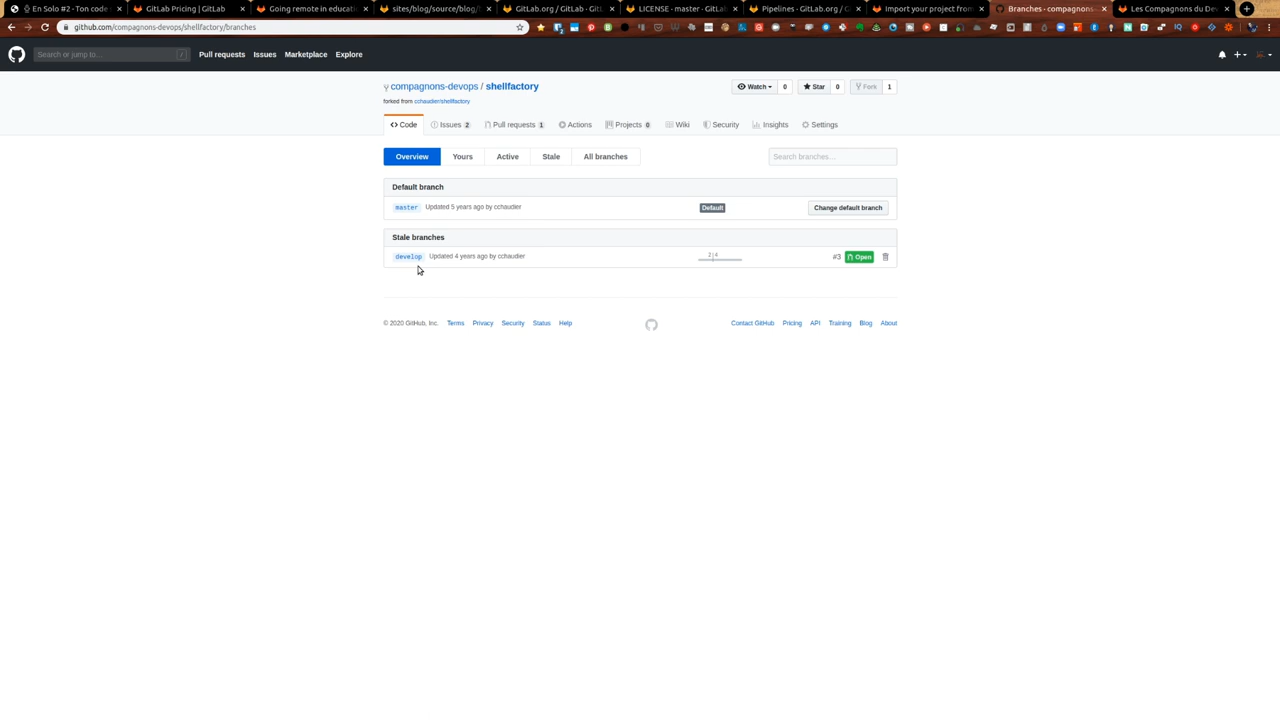 En Solo #2 - Ton code
GitLab Pricing | GitLab
Going remote in educati
sites/blog/source/blog/
GitLab.org / GitLab · GitL
LICENSE · master · GitLab
Pipelines · GitLab.org / G
Import your project from
Branches · compagnons-
Les Compagnons du Dev
github.com/compagnons-devops/shellfactory/branches
Search or jump to... /
Pull requests Issues Marketplace Explore
compagnons-devops / shellfactory
Watch 0 Star 0 Fork 1
forked from cchaudier/shellfactory
Code Issues 2 Pull requests 1 Actions Projects 0 Wiki Security Insights Settings
Overview Yours Active Stale All branches
Search branches...
Default branch
master Updated 5 years ago by cchaudier Default Change default branch
Stale branches
develop Updated 4 years ago by cchaudier #3 Open
© 2020 GitHub, Inc. Terms Privacy Security Status Help Contact GitHub Pricing API Training Blog About